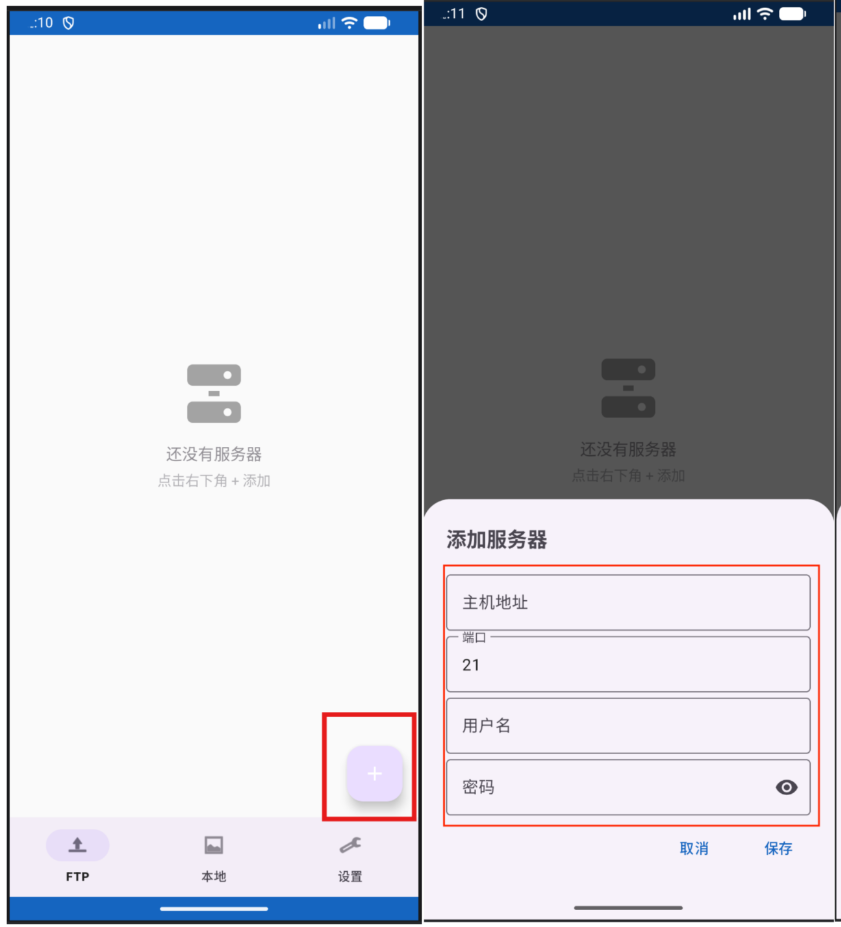 ..:10
还没有服务器
点击右下角 + 添加
+
FTP
本地
设置
..:11
还没有服务器
点击右下角 + 添加
添加服务器
主机地址
端口
21
用户名
密码
取消
保存